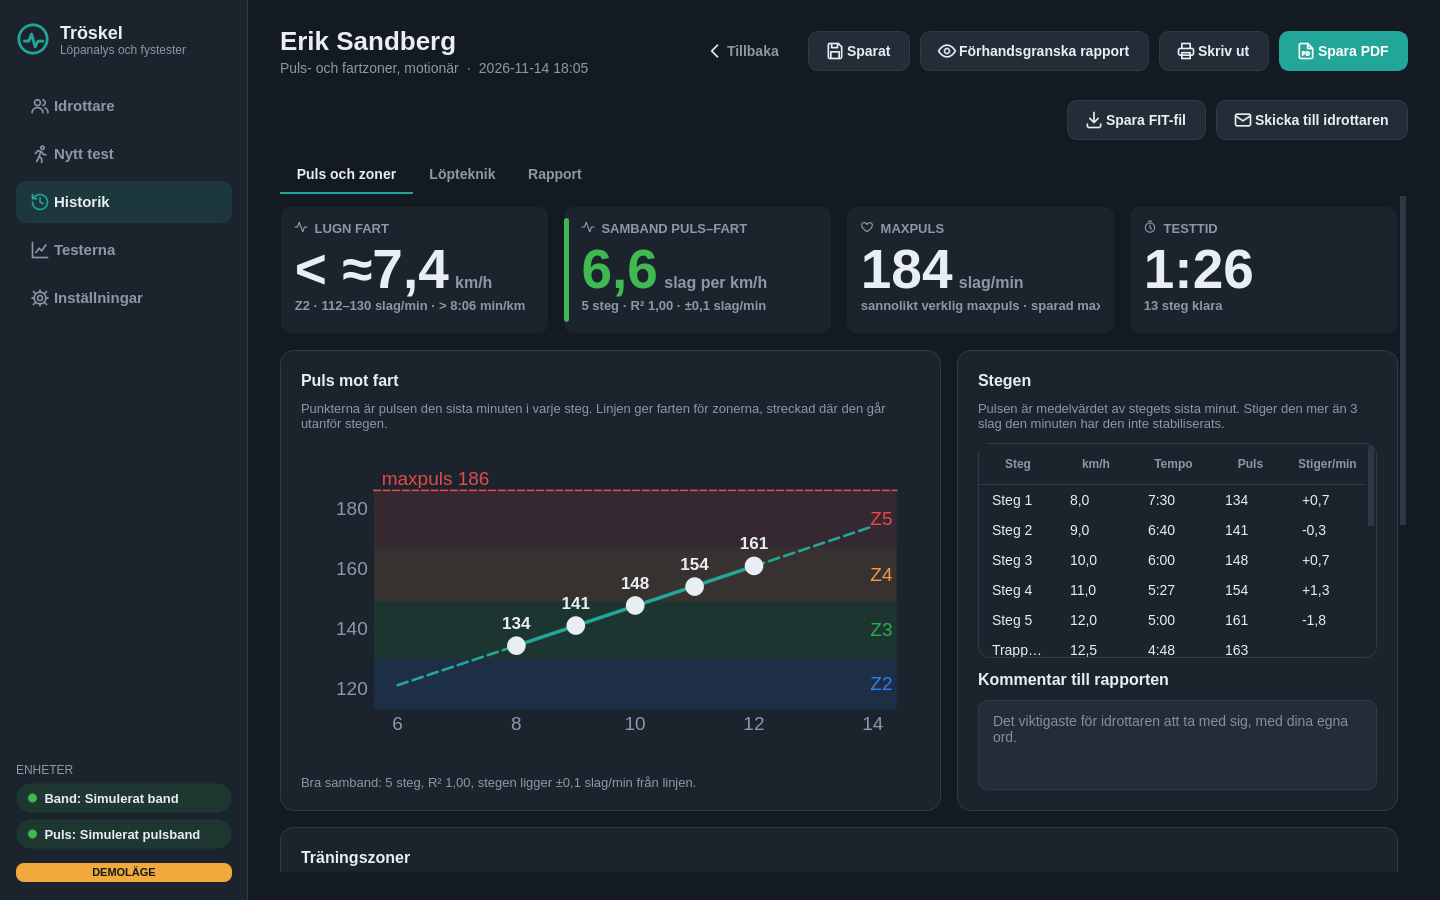 Tröskel
Löpanalys och fystester
Idrottare
Nytt test
Historik
Testerna
Inställningar
ENHETER
Band: Simulerat band
Puls: Simulerat pulsband
DEMOLÄGE
Erik Sandberg
Puls- och fartzoner, motionär · 2026-11-14 18:05
Tillbaka
Sparat
Förhandsgranska rapport
Skriv ut
Spara PDF
Spara FIT-fil
Skicka till idrottaren
Puls och zoner
Löpteknik
Rapport
LUGN FART
< ≈7,4 km/h
Z2 · 112–130 slag/min · > 8:06 min/km
SAMBAND PULS–FART
6,6 slag per km/h
5 steg · R² 1,00 · ±0,1 slag/min
MAXPULS
184 slag/min
sannolikt verklig maxpuls · sparad max
TESTTID
1:26
13 steg klara
Puls mot fart
Punkterna är pulsen den sista minuten i varje steg. Linjen ger farten för zonerna, streckad där den går
utanför stegen.
maxpuls 186
180
160
140
120
Z5
Z4
Z3
Z2
134
141
148
154
161
6 8 10 12 14
Bra samband: 5 steg, R² 1,00, stegen ligger ±0,1 slag/min från linjen.
Stegen
Pulsen är medelvärdet av stegets sista minut. Stiger den mer än 3
slag den minuten har den inte stabiliserats.
Steg km/h Tempo Puls Stiger/min
Steg 1 8,0 7:30 134 +0,7
Steg 2 9,0 6:40 141 -0,3
Steg 3 10,0 6:00 148 +0,7
Steg 4 11,0 5:27 154 +1,3
Steg 5 12,0 5:00 161 -1,8
Trapp… 12,5 4:48 163
Kommentar till rapporten
Det viktigaste för idrottaren att ta med sig, med dina egna
ord.
Träningszoner